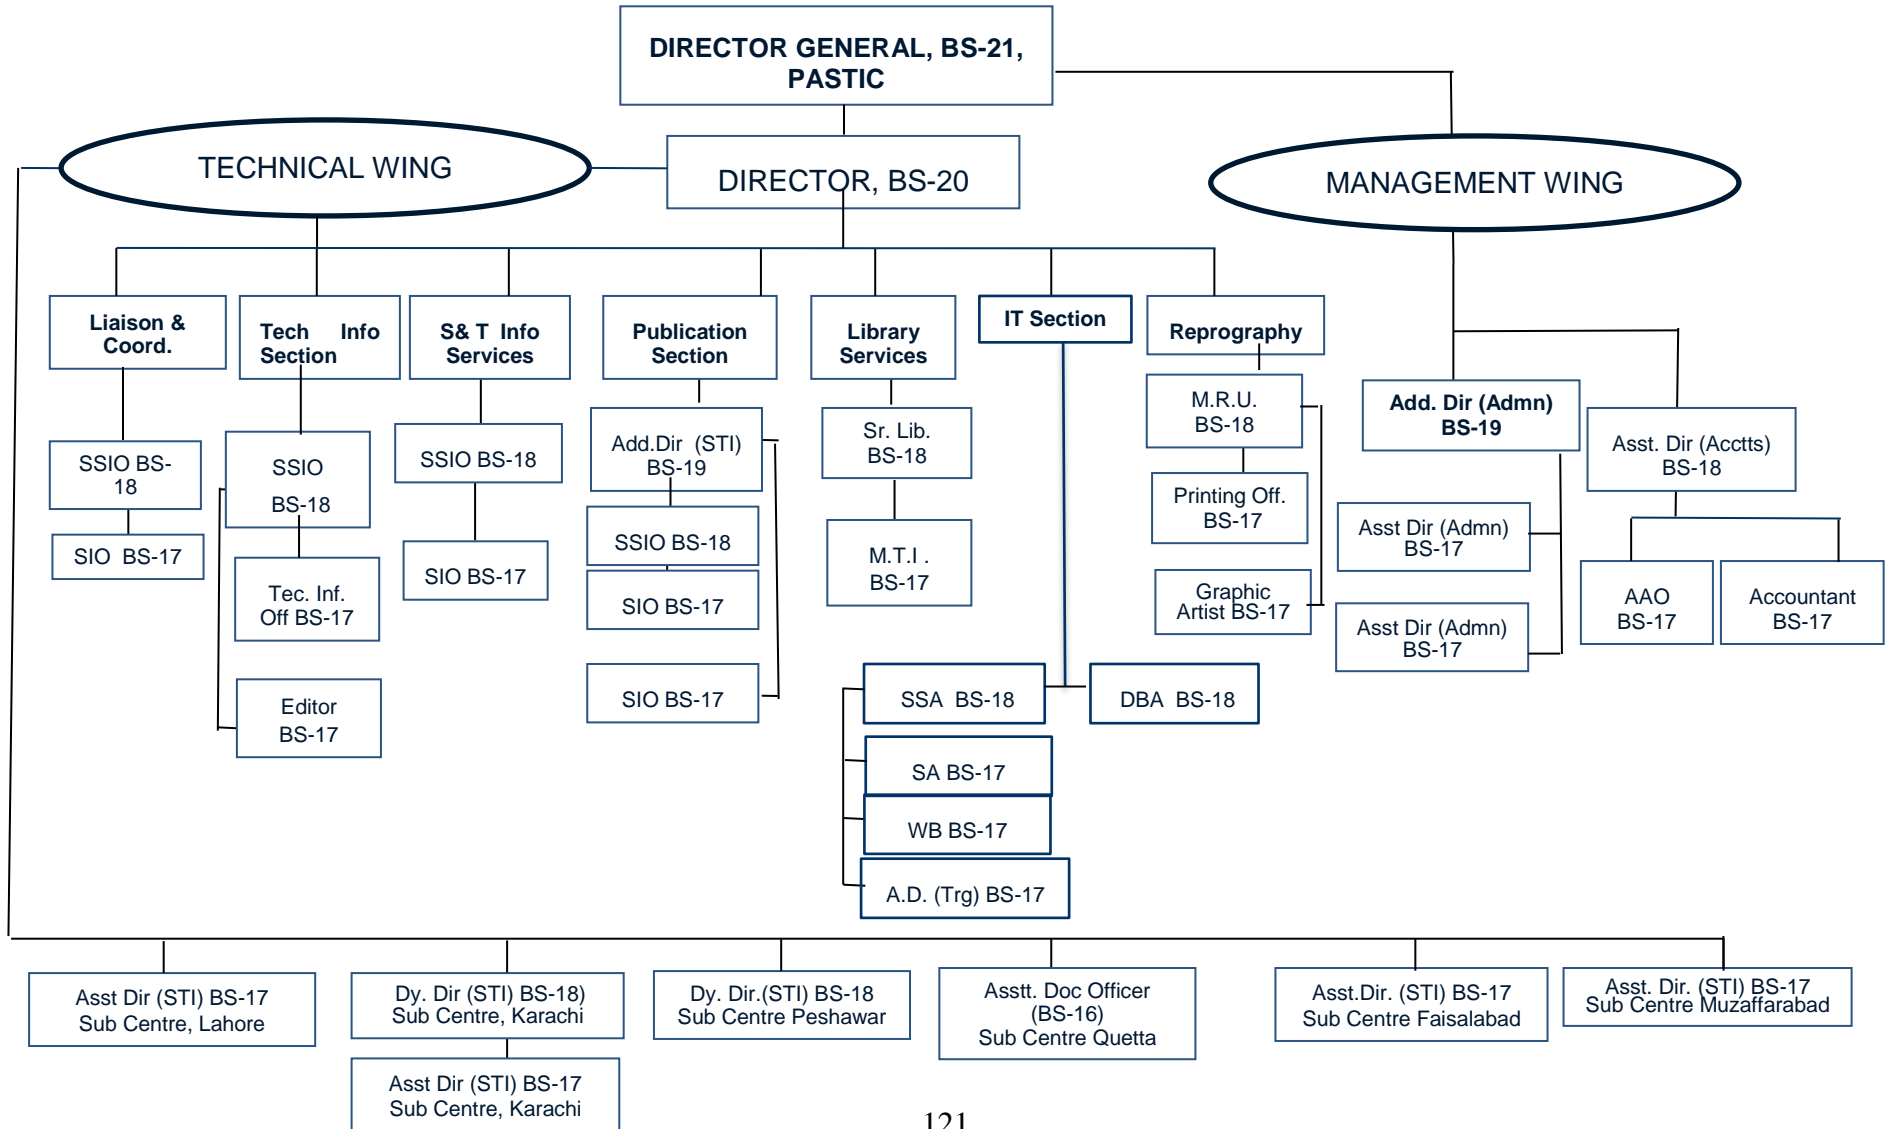 DIRECTOR GENERAL, BS-21,
PASTIC
TECHNICAL WING
DIRECTOR, BS-20
MANAGEMENT WING
Liaison &
Coord.
Tech Info
Section
S& T Info
Services
Publication
Section
Library
Services
IT Section
Reprography
SSIO BS-
18
SIO BS-17
SSIO
BS-18
Tec. Inf.
Off BS-17
Editor
BS-17
SSIO BS-18
SIO BS-17
Add.Dir (STI)
BS-19
SSIO BS-18
SIO BS-17
SIO BS-17
Sr. Lib.
BS-18
M.T.I .
BS-17
SSA BS-18
DBA BS-18
SA BS-17
WB BS-17
A.D. (Trg) BS-17
M.R.U.
BS-18
Printing Off.
BS-17
Graphic
Artist BS-17
Add. Dir (Admn)
BS-19
Asst Dir (Admn)
BS-17
Asst Dir (Admn)
BS-17
Asst. Dir (Acctts)
BS-18
AAO
BS-17
Accountant
BS-17
Asst Dir (STI) BS-17
Sub Centre, Lahore
Dy. Dir (STI) BS-18)
Sub Centre, Karachi
Asst Dir (STI) BS-17
Sub Centre, Karachi
Dy. Dir.(STI) BS-18
Sub Centre Peshawar
Asstt. Doc Officer
(BS-16)
Sub Centre Quetta
Asst.Dir. (STI) BS-17
Sub Centre Faisalabad
Asst. Dir. (STI) BS-17
Sub Centre Muzaffarabad
121